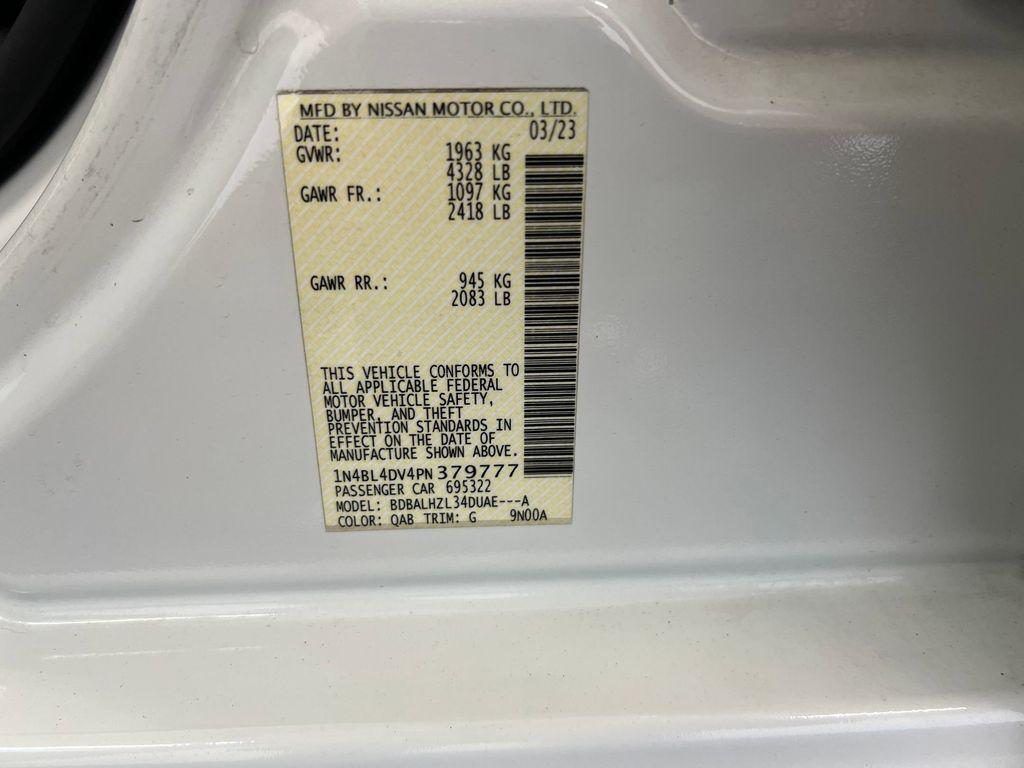 MFD BY NISSAN MOTOR CO., LTD.
DATE: 03/23
GVWR: 1963 KG
4328 LB
GAWR FR.: 1097 KG
2418 LB
GAWR RR.: 945 KG
2083 LB
THIS VEHICLE CONFORMS TO
ALL APPLICABLE FEDERAL
MOTOR VEHICLE SAFETY,
BUMPER, AND THEFT
PREVENTION STANDARDS IN
EFFECT ON THE DATE OF
MANUFACTURE SHOWN ABOVE.
1N4BL4DV4PN379777
PASSENGER CAR 695322
MODEL: BDBALHZL34DUAE---A
COLOR: QAB TRIM: G 9N00A